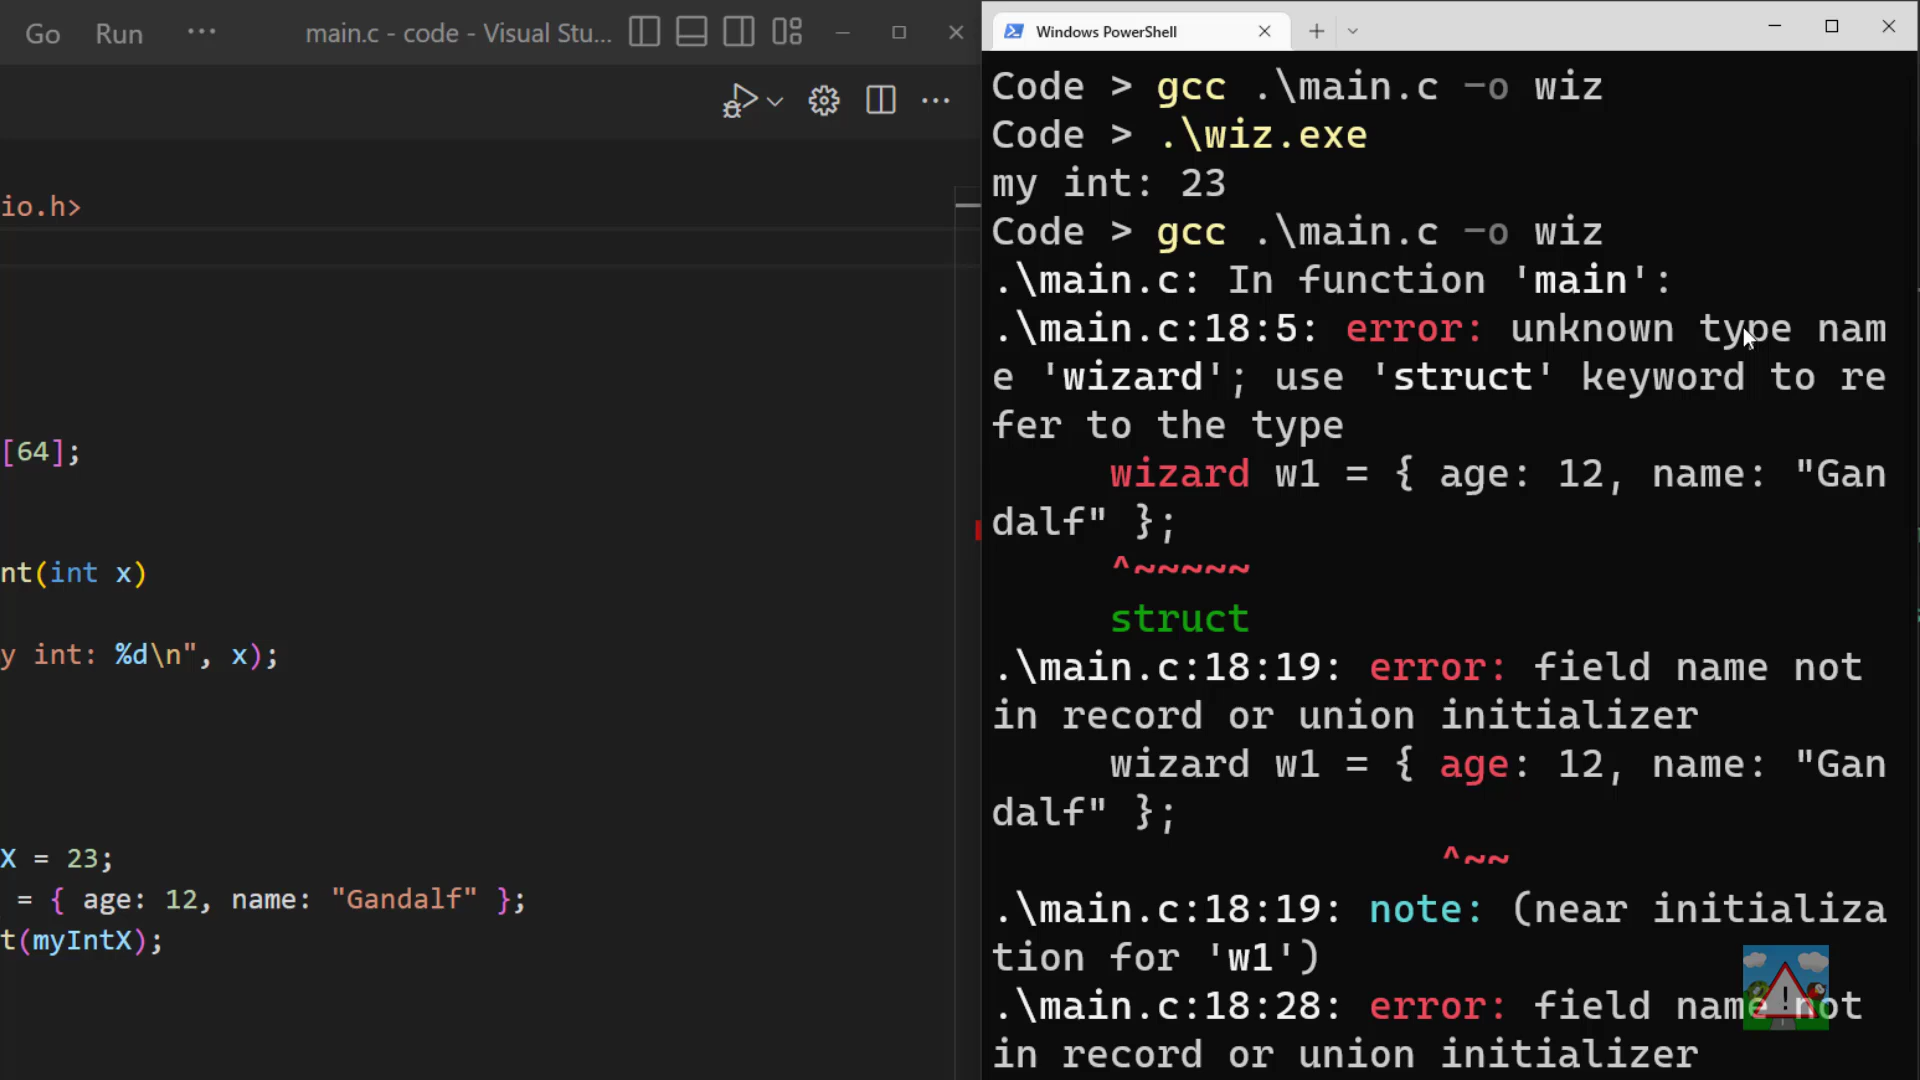 Go Run ··· main.c - code - Visual Stu...
io.h>
[64];
nt(int x)
y int: %d\n", x);
X = 23;
= { age: 12, name: "Gandalf" };
t(myIntX);
Windows PowerShell
Code > gcc .\main.c -o wiz
Code > .\wiz.exe
my int: 23
Code > gcc .\main.c -o wiz
.\main.c: In function 'main':
.\main.c:18:5: error: unknown type nam
e 'wizard'; use 'struct' keyword to re
fer to the type
wizard w1 = { age: 12, name: "Gan
dalf" };
^~~~~~
struct
.\main.c:18:19: error: field name not
in record or union initializer
wizard w1 = { age: 12, name: "Gan
dalf" };
^~~
.\main.c:18:19: note: (near initializa
tion for 'w1')
.\main.c:18:28: error: field name not
in record or union initializer